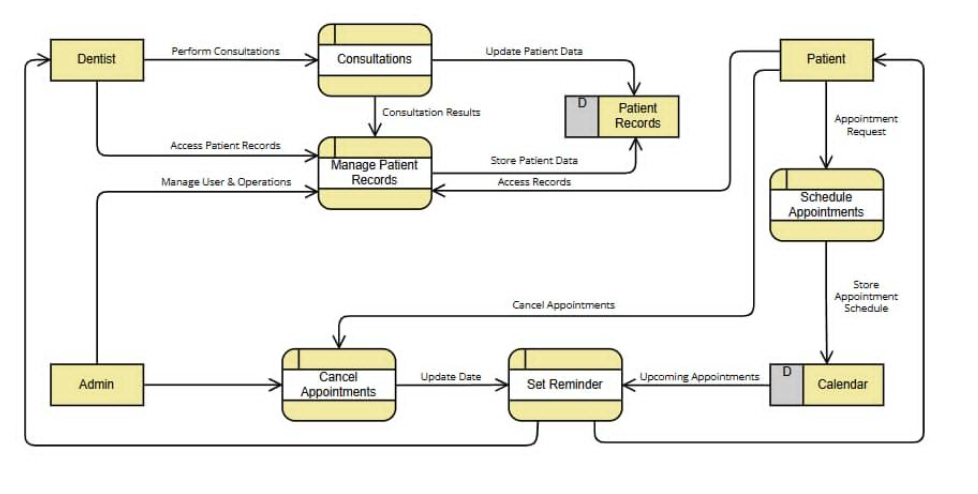 Dentist
Perform Consultations
Consultations
Update Patient Data
Patient
D
Patient
Records
Consultation Results
Appointment
Request
Access Patient Records
Manage Patient
Records
Store Patient Data
Manage User & Operations
Access Records
Schedule
Appointments
Store
Appointment
Schedule
Cancel Appointments
Admin
Cancel
Appointments
Update Date
Set Reminder
Upcoming Appointments
D
Calendar